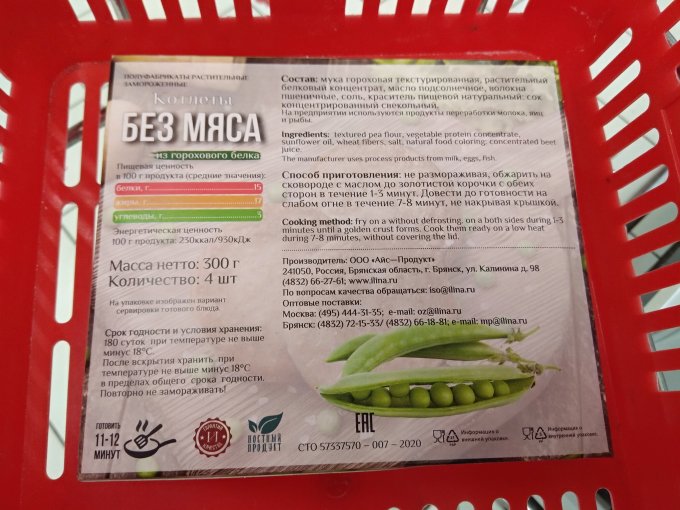 ПОЛУФАБРИКАТЫ РАСТИТЕЛЬНЫЕ
ЗАМОРОЖЕННЫЕ
Котлеты
БЕЗ МЯСА
из горохового белка
Пищевая ценность
в 100 г продукта (средние значения):
белки, г 15
жиры, г 17
углеводы, г 5
Энергетическая ценность
100 г продукта: 230ккал/930кДж
Масса нетто: 300 г
Количество: 4 шт
На упаковке изображен вариант
сервировки готового блюда.
Срок годности и условия хранения:
180 суток при температуре не выше
минус 18°С.
После вскрытия хранить при
температуре не выше минус 18°С
в пределах общего срока годности.
Повторно не замораживать!
ГОТОВИТЬ
11-12
МИНУТ
ПОСТНЫЙ
ПРОДУКТ
Состав: мука гороховая текстурированная, растительный
белковый концентрат, масло подсолнечное, волокна
пшеничные, соль, краситель пищевой натуральный: сок
концентрированный свекольный.
На предприятии используются продукты переработки молока, яиц
и рыбы.
Ingredients: textured pea flour, vegetable protein concentrate,
sunflower oil, wheat fibers, salt, natural food coloring: concentrated beet
juice.
The manufacturer uses process products from milk, eggs, fish.
Способ приготовления: не размораживая, обжарить на
сковороде с маслом до золотистой корочки с обеих
сторон в течение 1-3 минут. Довести до готовности на
слабом огне в течение 7-8 минут, не накрывая крышкой.
Cooking method: fry on a without defrosting, on a both sides during 1-3
minutes until a golden crust forms. Cook them ready on a low heat
during 7-8 minutes, without covering the lid.
Производитель: ООО «Айс—Продукт»
241050, Россия, Брянская область, г. Брянск, ул. Калинина д. 98
(4832) 66-27-61; www.ilina.ru
По вопросам качества обращаться: iso@ilina.ru
Оптовые поставки:
Москва: (495) 444-31-35; e-mail: oz@ilina.ru
Брянск: (4832) 72-15-33/ (4832) 66-18-81; e-mail: mp@ilina.ru
EAC
СТО 57337570 – 007 – 2020
Информация о
внешней упаковке.
Информация о
внутренней упаковке.